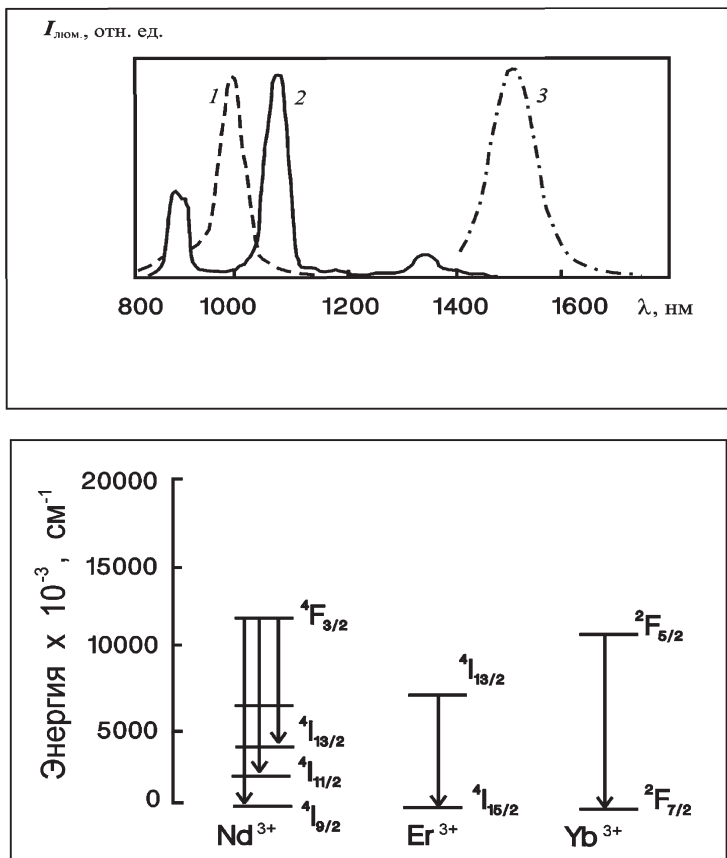 Iлюм., отн. ед.
1 2 3
800 1000 1200 1400 1600 λ, нм
Энергия x 10⁻³, см⁻¹
20000
15000
10000
5000
0
⁴F₃/₂
⁴I₁₃/₂
⁴I₁₁/₂
⁴I₉/₂
Nd³⁺
⁴I₁₃/₂
⁴I₁₅/₂
Er³⁺
²F₅/₂
²F₇/₂
Yb³⁺